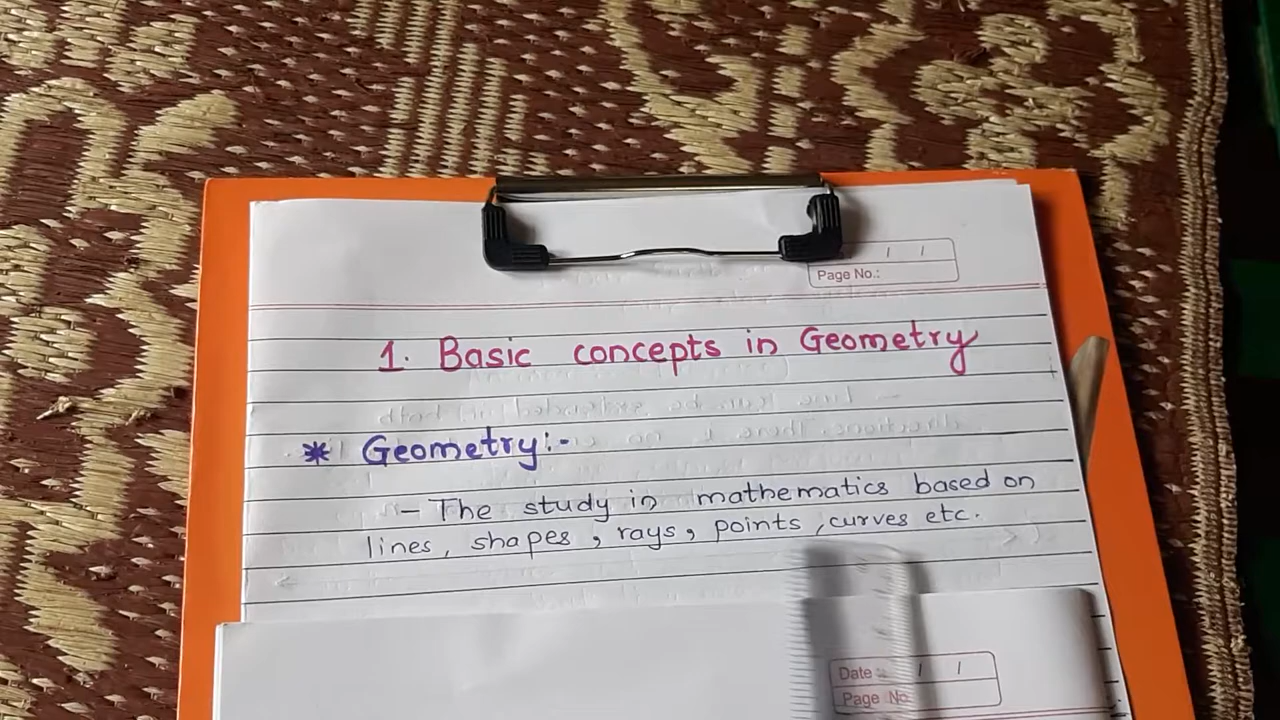 / /
Page No.:
1. Basic concepts in Geometry
* Geometry:-
- The study in mathematics based on
lines, shapes, rays, points, curves etc.
Date : / /
Page No.